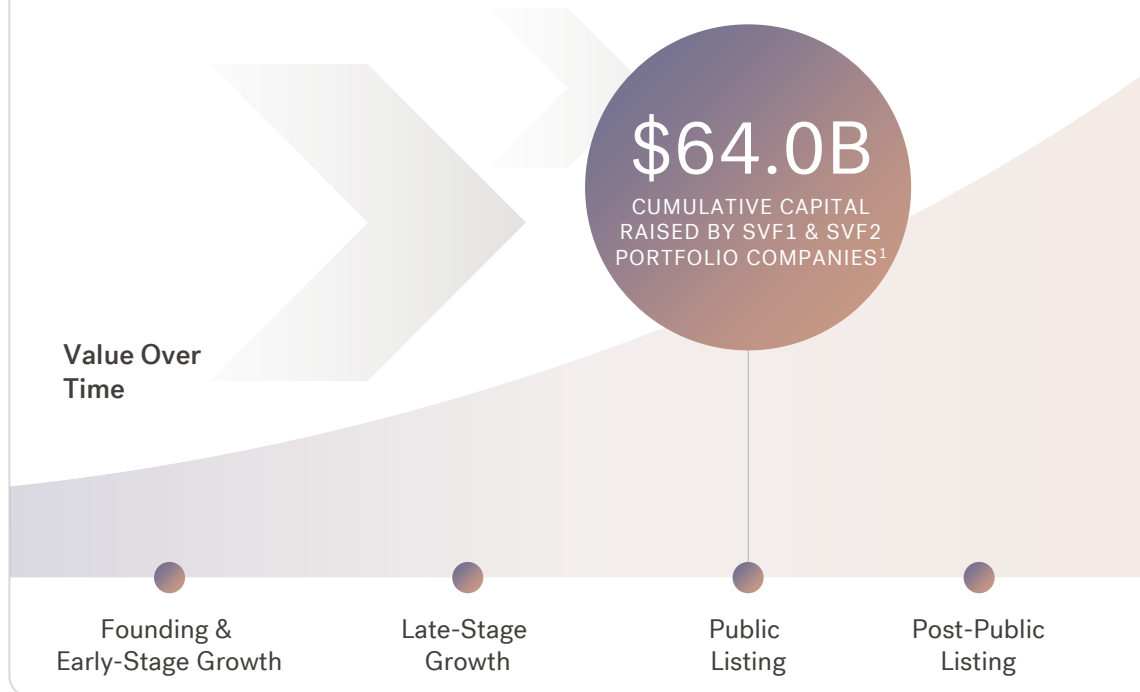 $64.0B
CUMULATIVE CAPITAL
RAISED BY SVF1 & SVF2
PORTFOLIO COMPANIES¹
Value Over
Time
Founding &
Early-Stage Growth
Late-Stage
Growth
Public
Listing
Post-Public
Listing